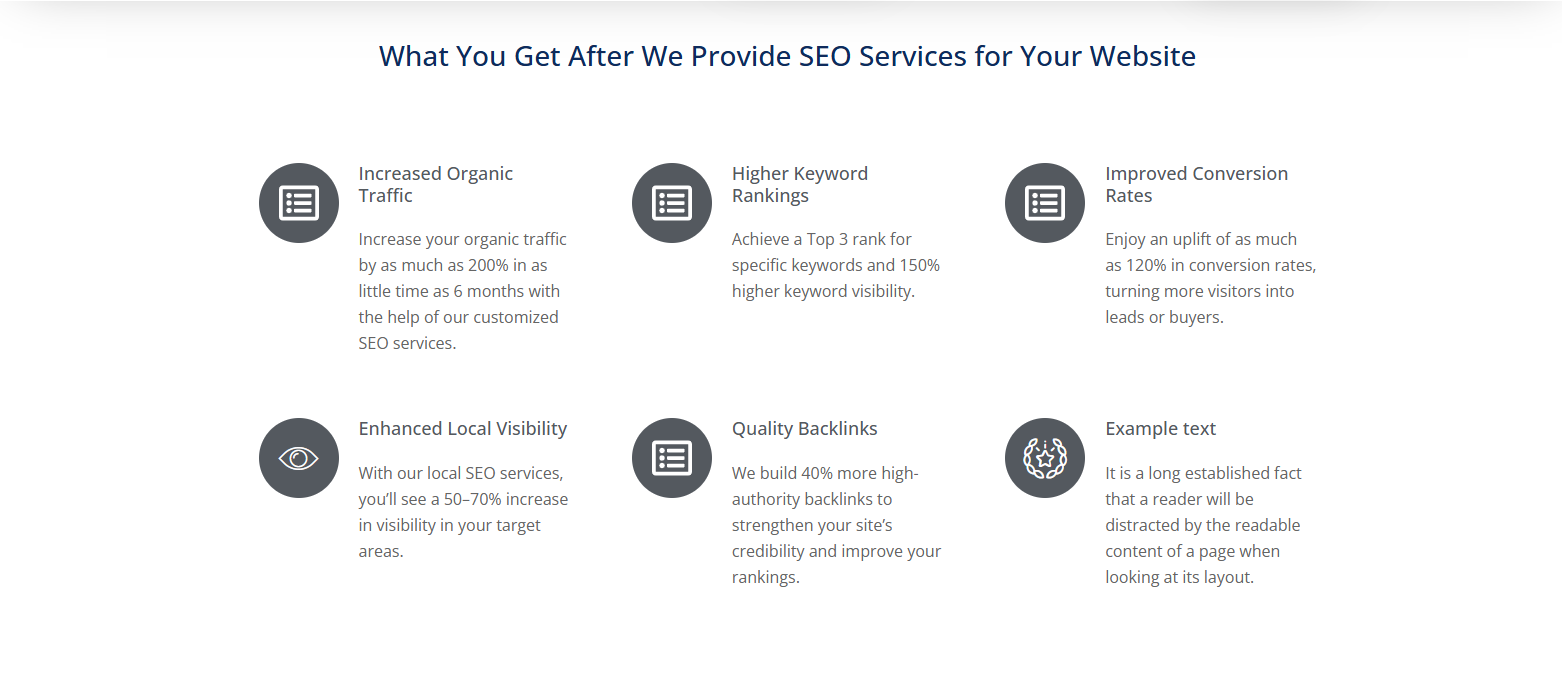 What You Get After We Provide SEO Services for Your Website
Increased Organic
Traffic
Increase your organic traffic
by as much as 200% in as
little time as 6 months with
the help of our customized
SEO services.
Higher Keyword
Rankings
Achieve a Top 3 rank for
specific keywords and 150%
higher keyword visibility.
Improved Conversion
Rates
Enjoy an uplift of as much
as 120% in conversion rates,
turning more visitors into
leads or buyers.
Enhanced Local Visibility
With our local SEO services,
you’ll see a 50–70% increase
in visibility in your target
areas.
Quality Backlinks
We build 40% more high-
authority backlinks to
strengthen your site’s
credibility and improve your
rankings.
Example text
It is a long established fact
that a reader will be
distracted by the readable
content of a page when
looking at its layout.